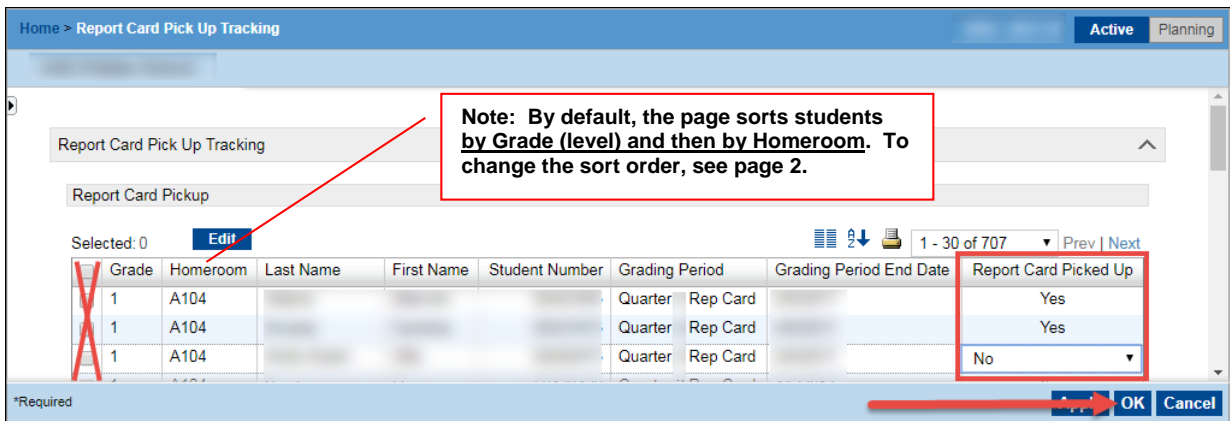 Home > Report Card Pick Up Tracking Active Planning
Note: By default, the page sorts students
by Grade (level) and then by Homeroom. To
change the sort order, see page 2.
Report Card Pick Up Tracking
Report Card Pickup
Selected: 0 Edit 1 - 30 of 707 Prev | Next
Grade Homeroom Last Name First Name Student Number Grading Period Grading Period End Date Report Card Picked Up
1 A104 Quarter Rep Card Yes
1 A104 Quarter Rep Card Yes
1 A104 Quarter Rep Card No
*Required OK Cancel